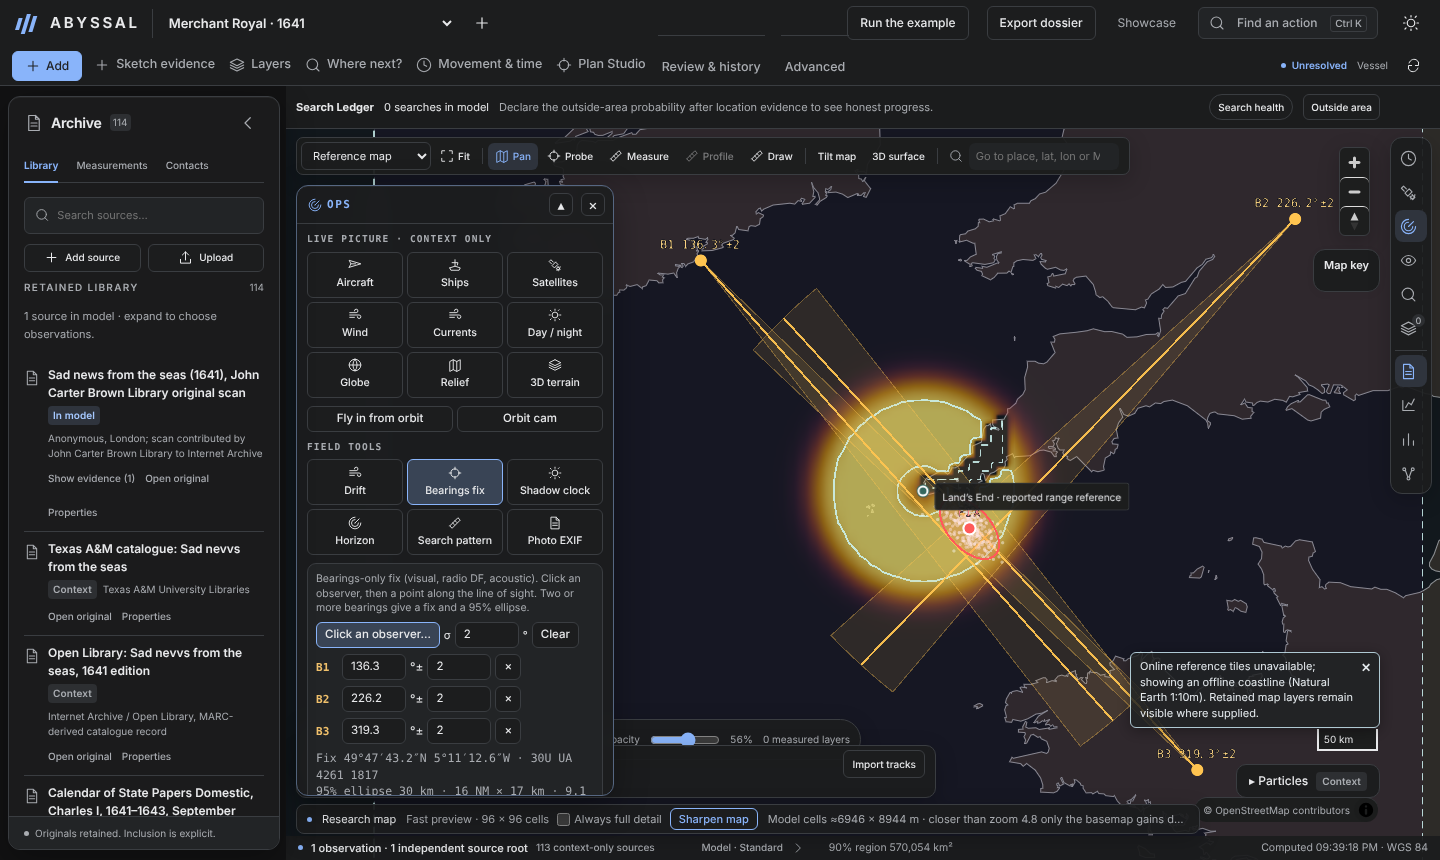 ABYSSAL
Merchant Royal · 1641
Run the example
Export dossier
Showcase
Find an action
Ctrl K
Add
Sketch evidence
Layers
Where next?
Movement & time
Plan Studio
Review & history
Advanced
Unresolved
Vessel
Archive 114
Library
Measurements
Contacts
Search sources...
Add source
Upload
RETAINED LIBRARY
114
1 source in model · expand to choose
observations.
Sad news from the seas (1641), John
Carter Brown Library original scan
In model
Anonymous, London; scan contributed by
John Carter Brown Library to Internet Archive
Show evidence (1) Open original
Properties
Texas A&M catalogue: Sad nevvs
from the seas
Context Texas A&M University Libraries
Open original Properties
Open Library: Sad nevvs from the
seas, 1641 edition
Context
Internet Archive / Open Library, MARC-
derived catalogue record
Open original Properties
Calendar of State Papers Domestic,
Charles I, 1641–1643, September
Originals retained. Inclusion is explicit.
Search Ledger 0 searches in model Declare the outside-area probability after location evidence to see honest progress.
Search health
Outside area
Reference map
Fit
Pan
Probe
Measure
Profile
Draw
Tilt map
3D surface
Go to place, lat, lon or M
OPS
LIVE PICTURE · CONTEXT ONLY
Aircraft
Ships
Satellites
Wind
Currents
Day / night
Globe
Relief
3D terrain
Fly in from orbit
Orbit cam
FIELD TOOLS
Drift
Bearings fix
Shadow clock
Horizon
Search pattern
Photo EXIF
Bearings-only fix (visual, radio DF, acoustic). Click an
observer, then a point along the line of sight. Two or
more bearings give a fix and a 95% ellipse.
Click an observer... σ 2 ° Clear
B1 136.3 °± 2 ×
B2 226.2 °± 2 ×
B3 319.3 °± 2 ×
Fix 49°47′43.2″N 5°11′12.6″W · 30U UA
4261 1817
95% ellipse 30 km · 16 NM × 17 km · 9.1
B1 136.3°±2
B2 226.2°±2
Land's End · reported range reference
B3 319.3°±2
Map key
0
Online reference tiles unavailable;
showing an offline coastline (Natural
Earth 1:10m). Retained map layers remain
visible where supplied.
50 km
Particles Context
© OpenStreetMap contributors
pacity
56%
0 measured layers
Import tracks
Research map Fast preview · 96 × 96 cells Always full detail Sharpen map Model cells ≈6946 × 8944 m · closer than zoom 4.8 only the basemap gains d...
1 observation · 1 independent source root 113 context-only sources Model · Standard 90% region 570,054 km² Computed 09:39:18 PM · WGS 84